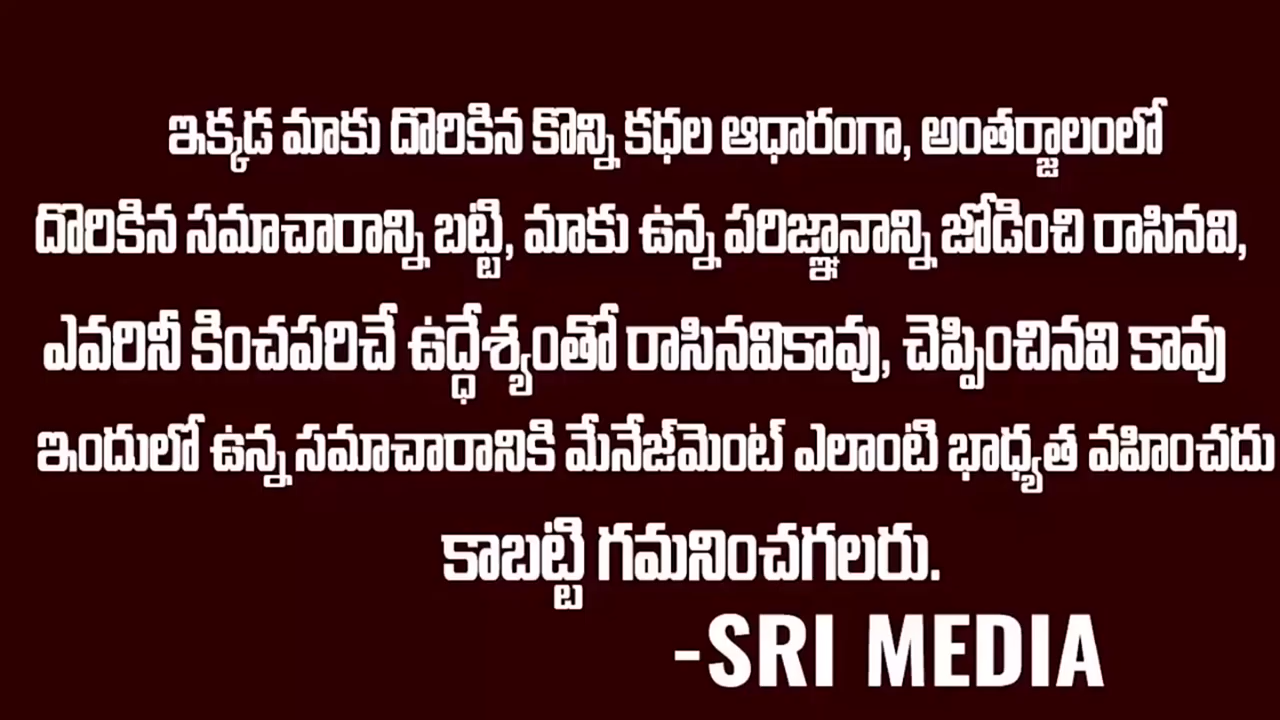 ఇక్కడ మాకు దొరికిన కొన్ని కధల ఆధారంగా, అంతర్జాలంలో
దొరికిన సమాచారాన్ని బట్టి, మాకు ఉన్న పరిజ్ఞానాన్ని జోడించి రాసినవి,
ఎవరినీ కించపరిచే ఉద్ధేశ్యంతో రాసినవికావు, చెప్పించినవి కావు
ఇందులో ఉన్న సమాచారానికి మేనేజ్‌మెంట్ ఎలాంటి భాధ్యత వహించదు
కాబట్టి గమనించగలరు.
-SRI MEDIA